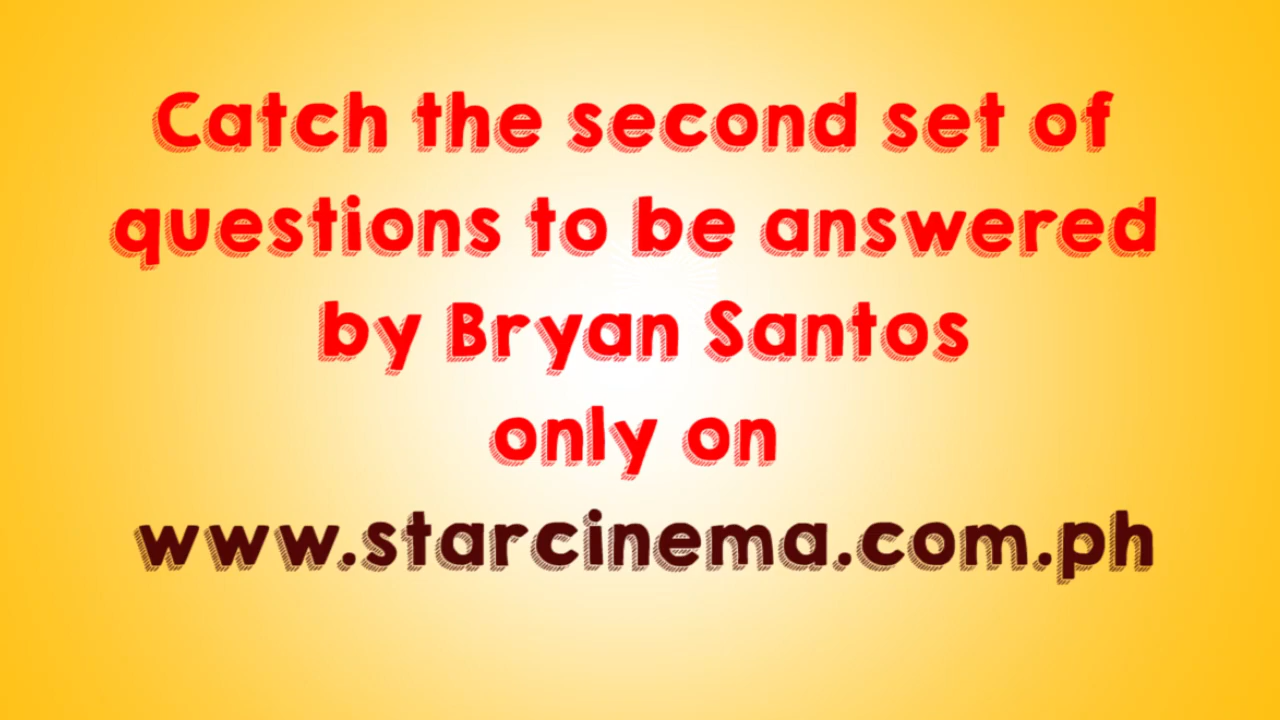 Catch the second set of
questions to be answered
by Bryan Santos
only on
www.starcinema.com.ph